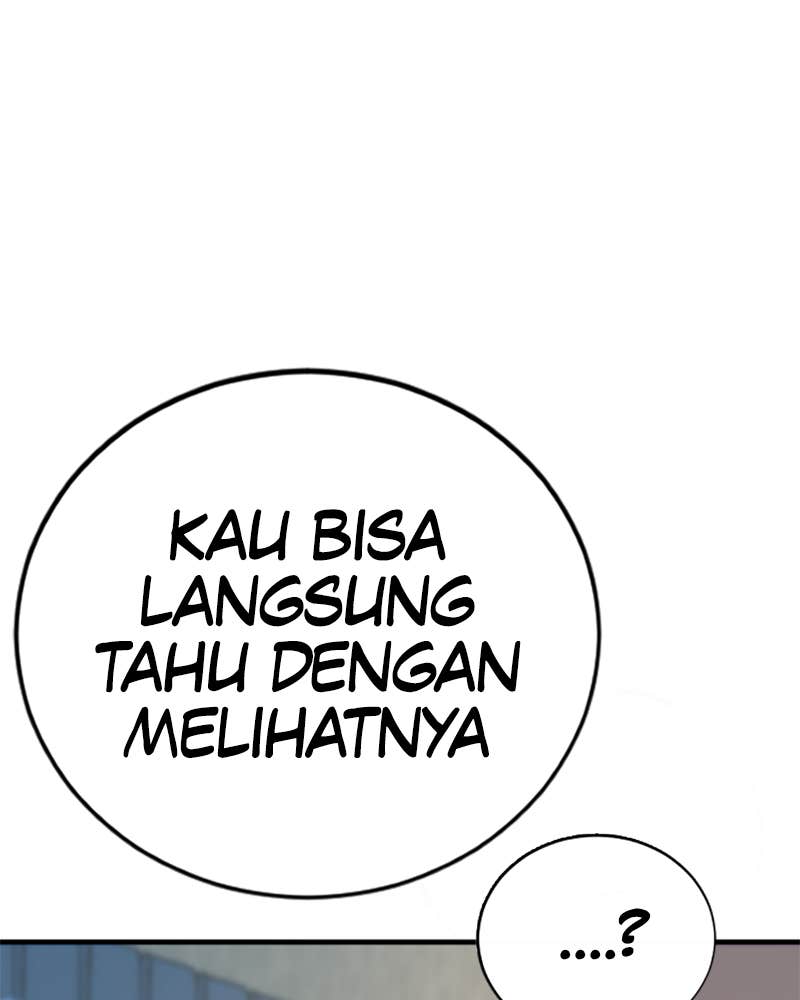 KAU BISA
LANGSUNG
TAHU DENGAN
MELIHATNYA
....?